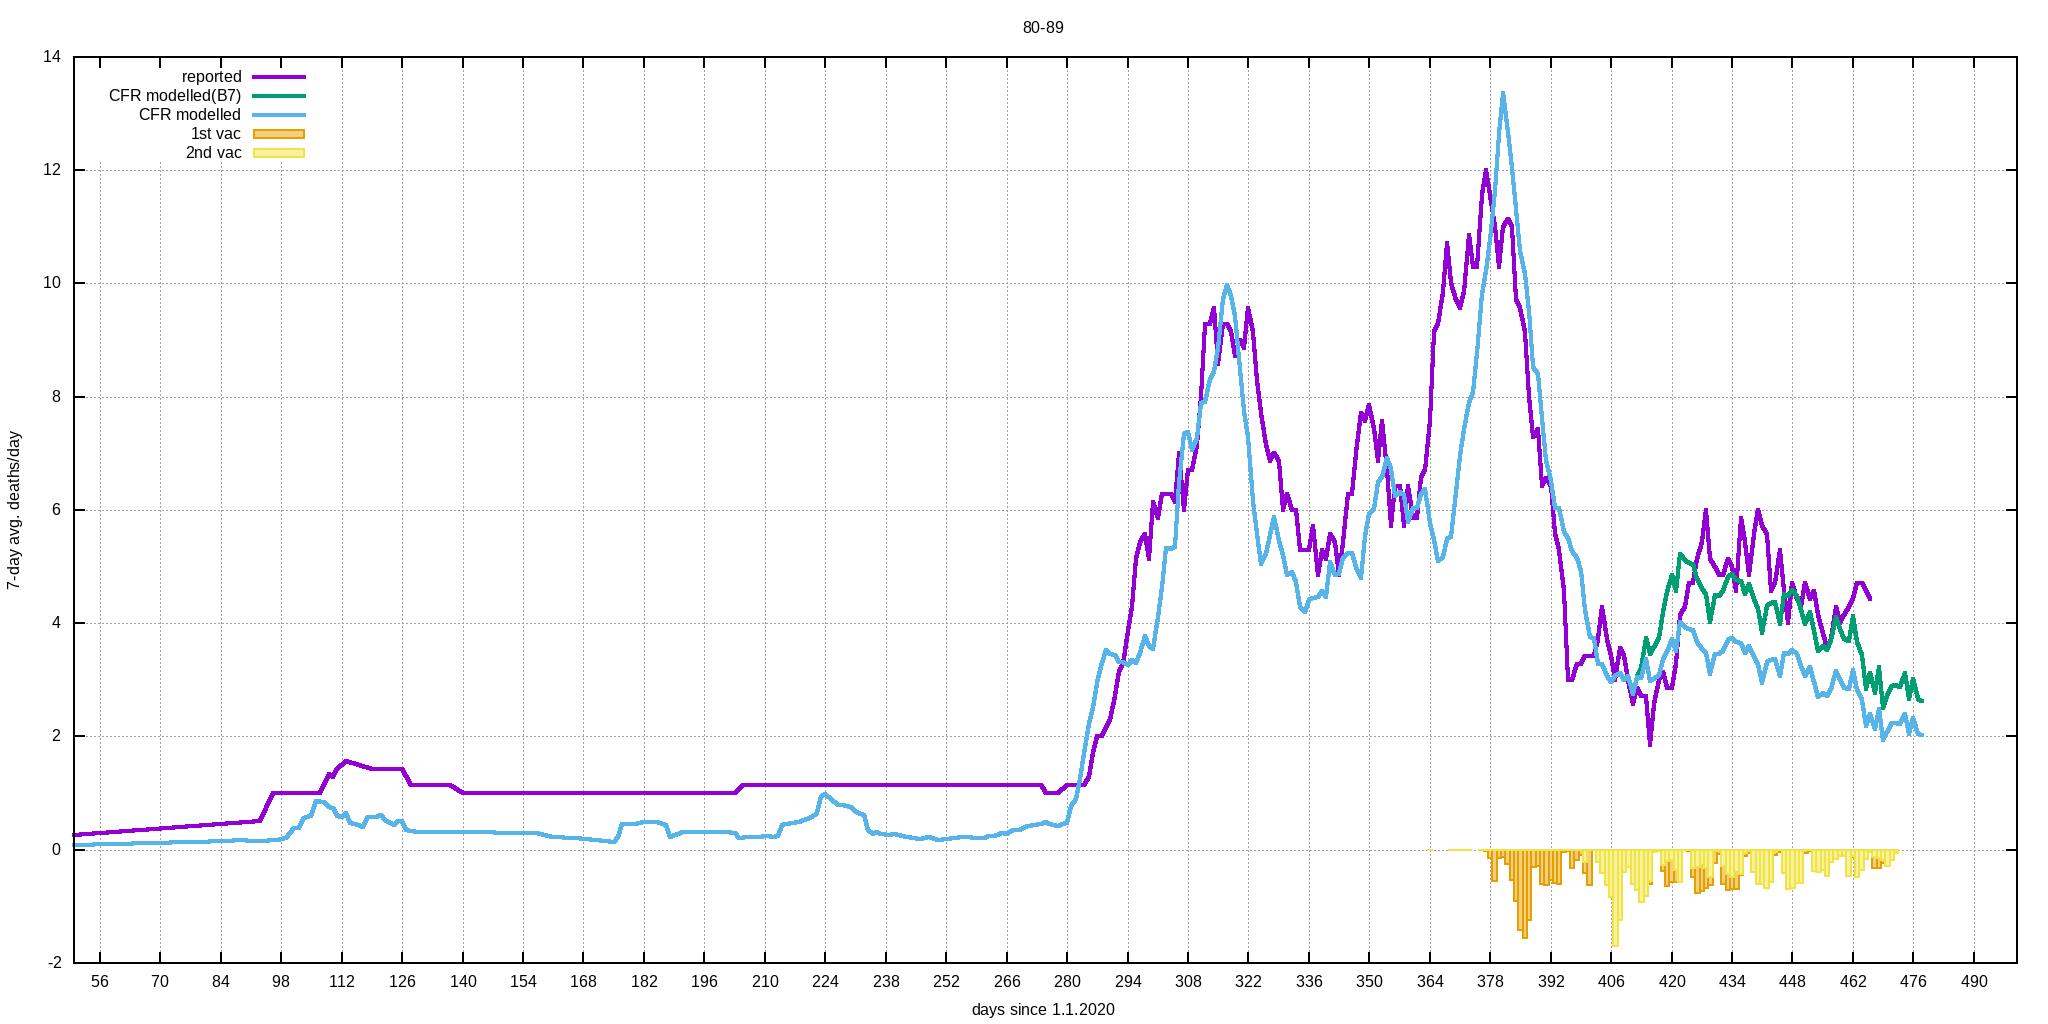 80-89
14
12
10
8
6
4
2
0
-2
7-day avg. deaths/day
reported
CFR modelled(B7)
CFR modelled
1st vac
2nd vac
56 70 84 98 112 126 140 154 168 182 196 210 224 238 252 266 280 294 308 322 336 350 364 378 392 406 420 434 448 462 476 490
days since 1.1.2020